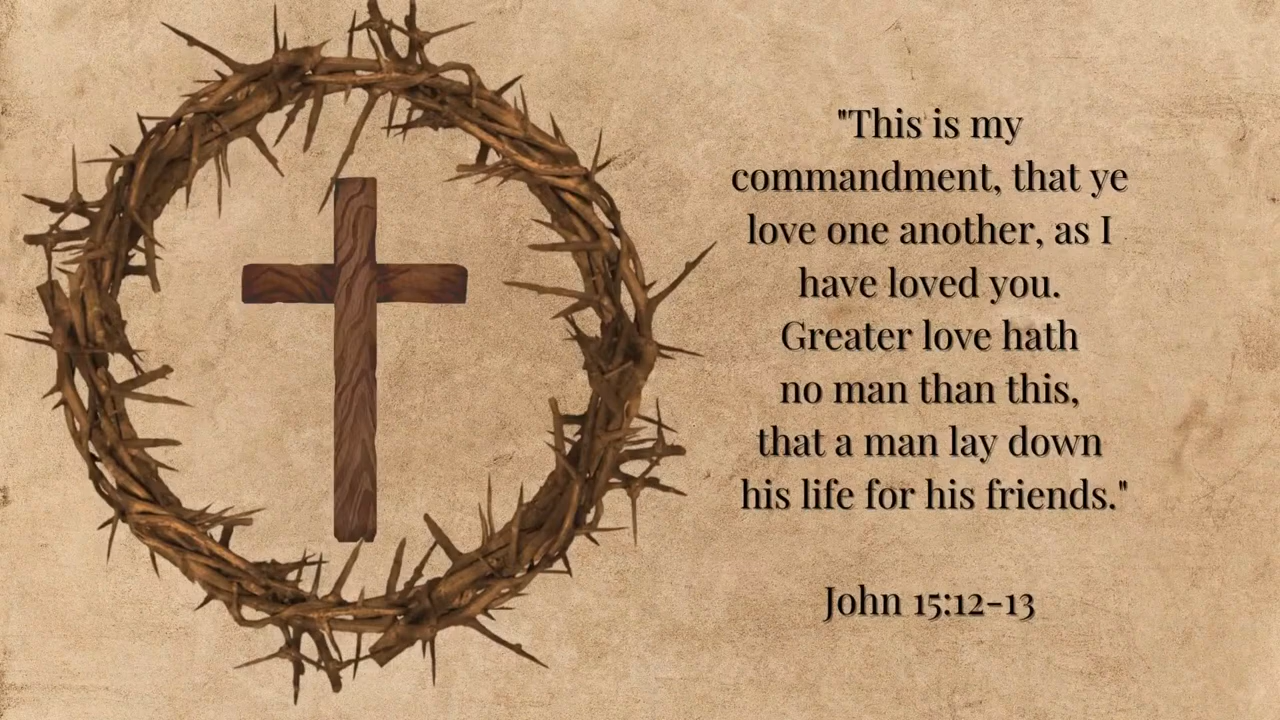 "This is my
commandment, that ye
love one another, as I
have loved you.
Greater love hath
no man than this,
that a man lay down
his life for his friends."
John 15:12-13